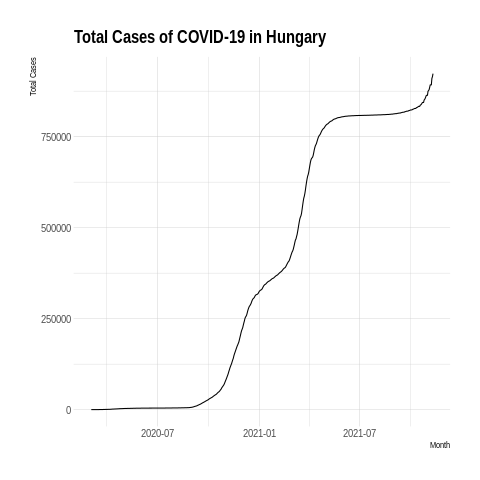 Total Cases of COVID-19 in Hungary
Total Cases
750000
500000
250000
0
2020-07
2021-01
2021-07
Month